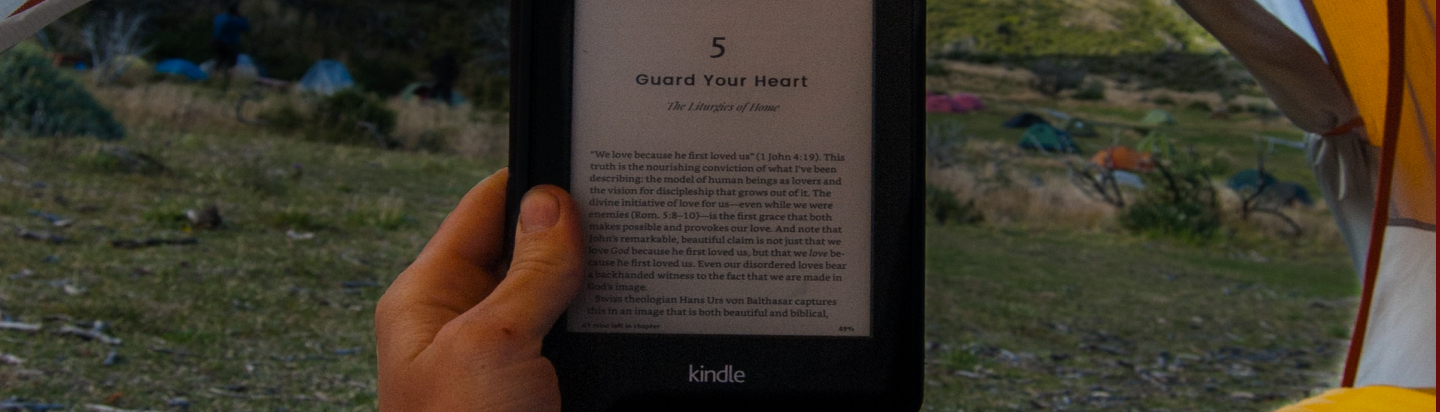 5
Guard Your Heart
The Liturgies of Home
"We love because he first loved us" (1 John 4:19). This
truth is the nourishing conviction of what I've been
describing: the model of human beings as lovers and
the vision for discipleship that grows out of it. The
divine initiative of love for us—even while we were
enemies (Rom. 5:8–10)—is the first grace that both
makes possible and provokes our love. And note that
John's remarkable, beautiful claim is not just that we
love God because he first loved us, but that we love be-
cause he first loved us. Even our disordered loves bear
a backhanded witness to the fact that we are made in
God's image.
Swiss theologian Hans Urs von Balthasar captures
this in an image that is both beautiful and biblical,
mins left in chapter
kindle